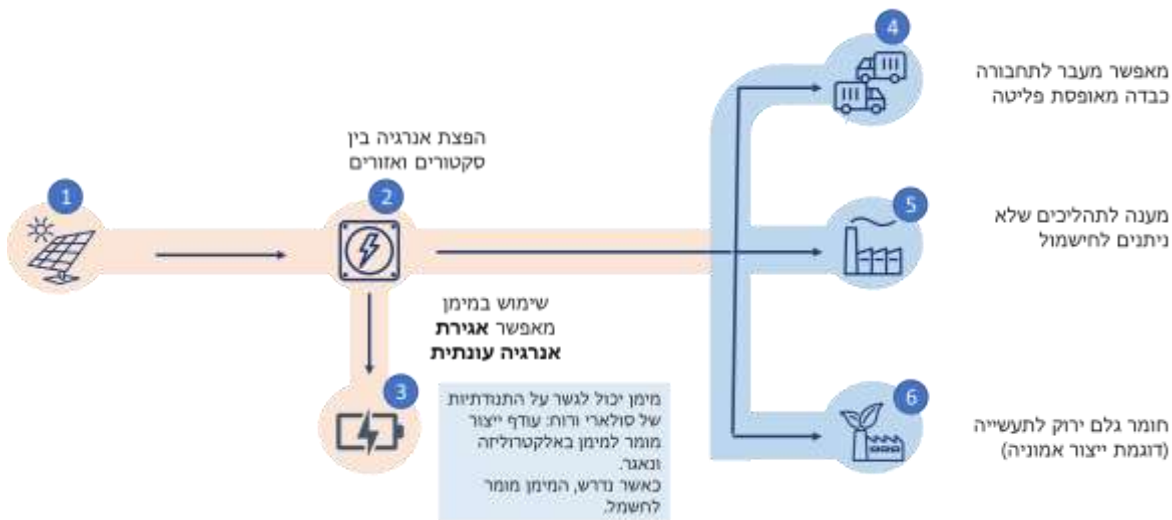 4
מאפשר מעבר לתחבורה
כבדה מאופסת פליטה
הפצת אנרגיה בין
סקטורים ואזורים
1
2
5
מענה לתהליכים שלא
ניתנים לחישמול
שימוש במימן
מאפשר אגירת
אנרגיה עונתית
3
מימן יכול לגשר על התנודתיות
של סולארי ורוח: עודף ייצור
מומר למימן באלקטרוליזה
ונאגר.
כאשר נדרש, המימן מומר
לחשמל.
6
חומר גלם ירוק לתעשייה
(דוגמת ייצור אמוניה)